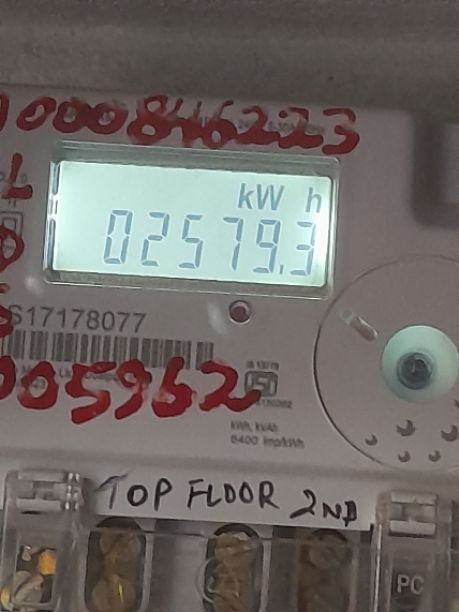 000846223
kW h
02579.3
S17178077
005962
IS 13779
kWh, kVAh
6400 imp/kWh
TOP FLOOR 2ND
PC